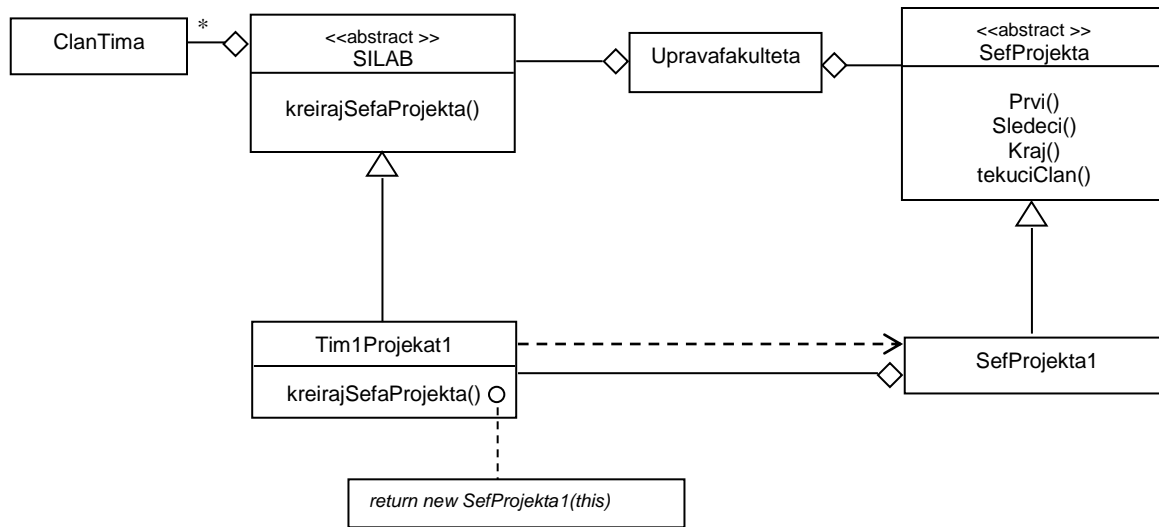 ClanTima
*
<<abstract >>
SILAB
kreirajSefaProjekta()
Upravafakulteta
<<abstract >>
SefProjekta
Prvi()
Sledeci()
Kraj()
tekuciClan()
Tim1Projekat1
kreirajSefaProjekta()
SefProjekta1
return new SefProjekta1(this)